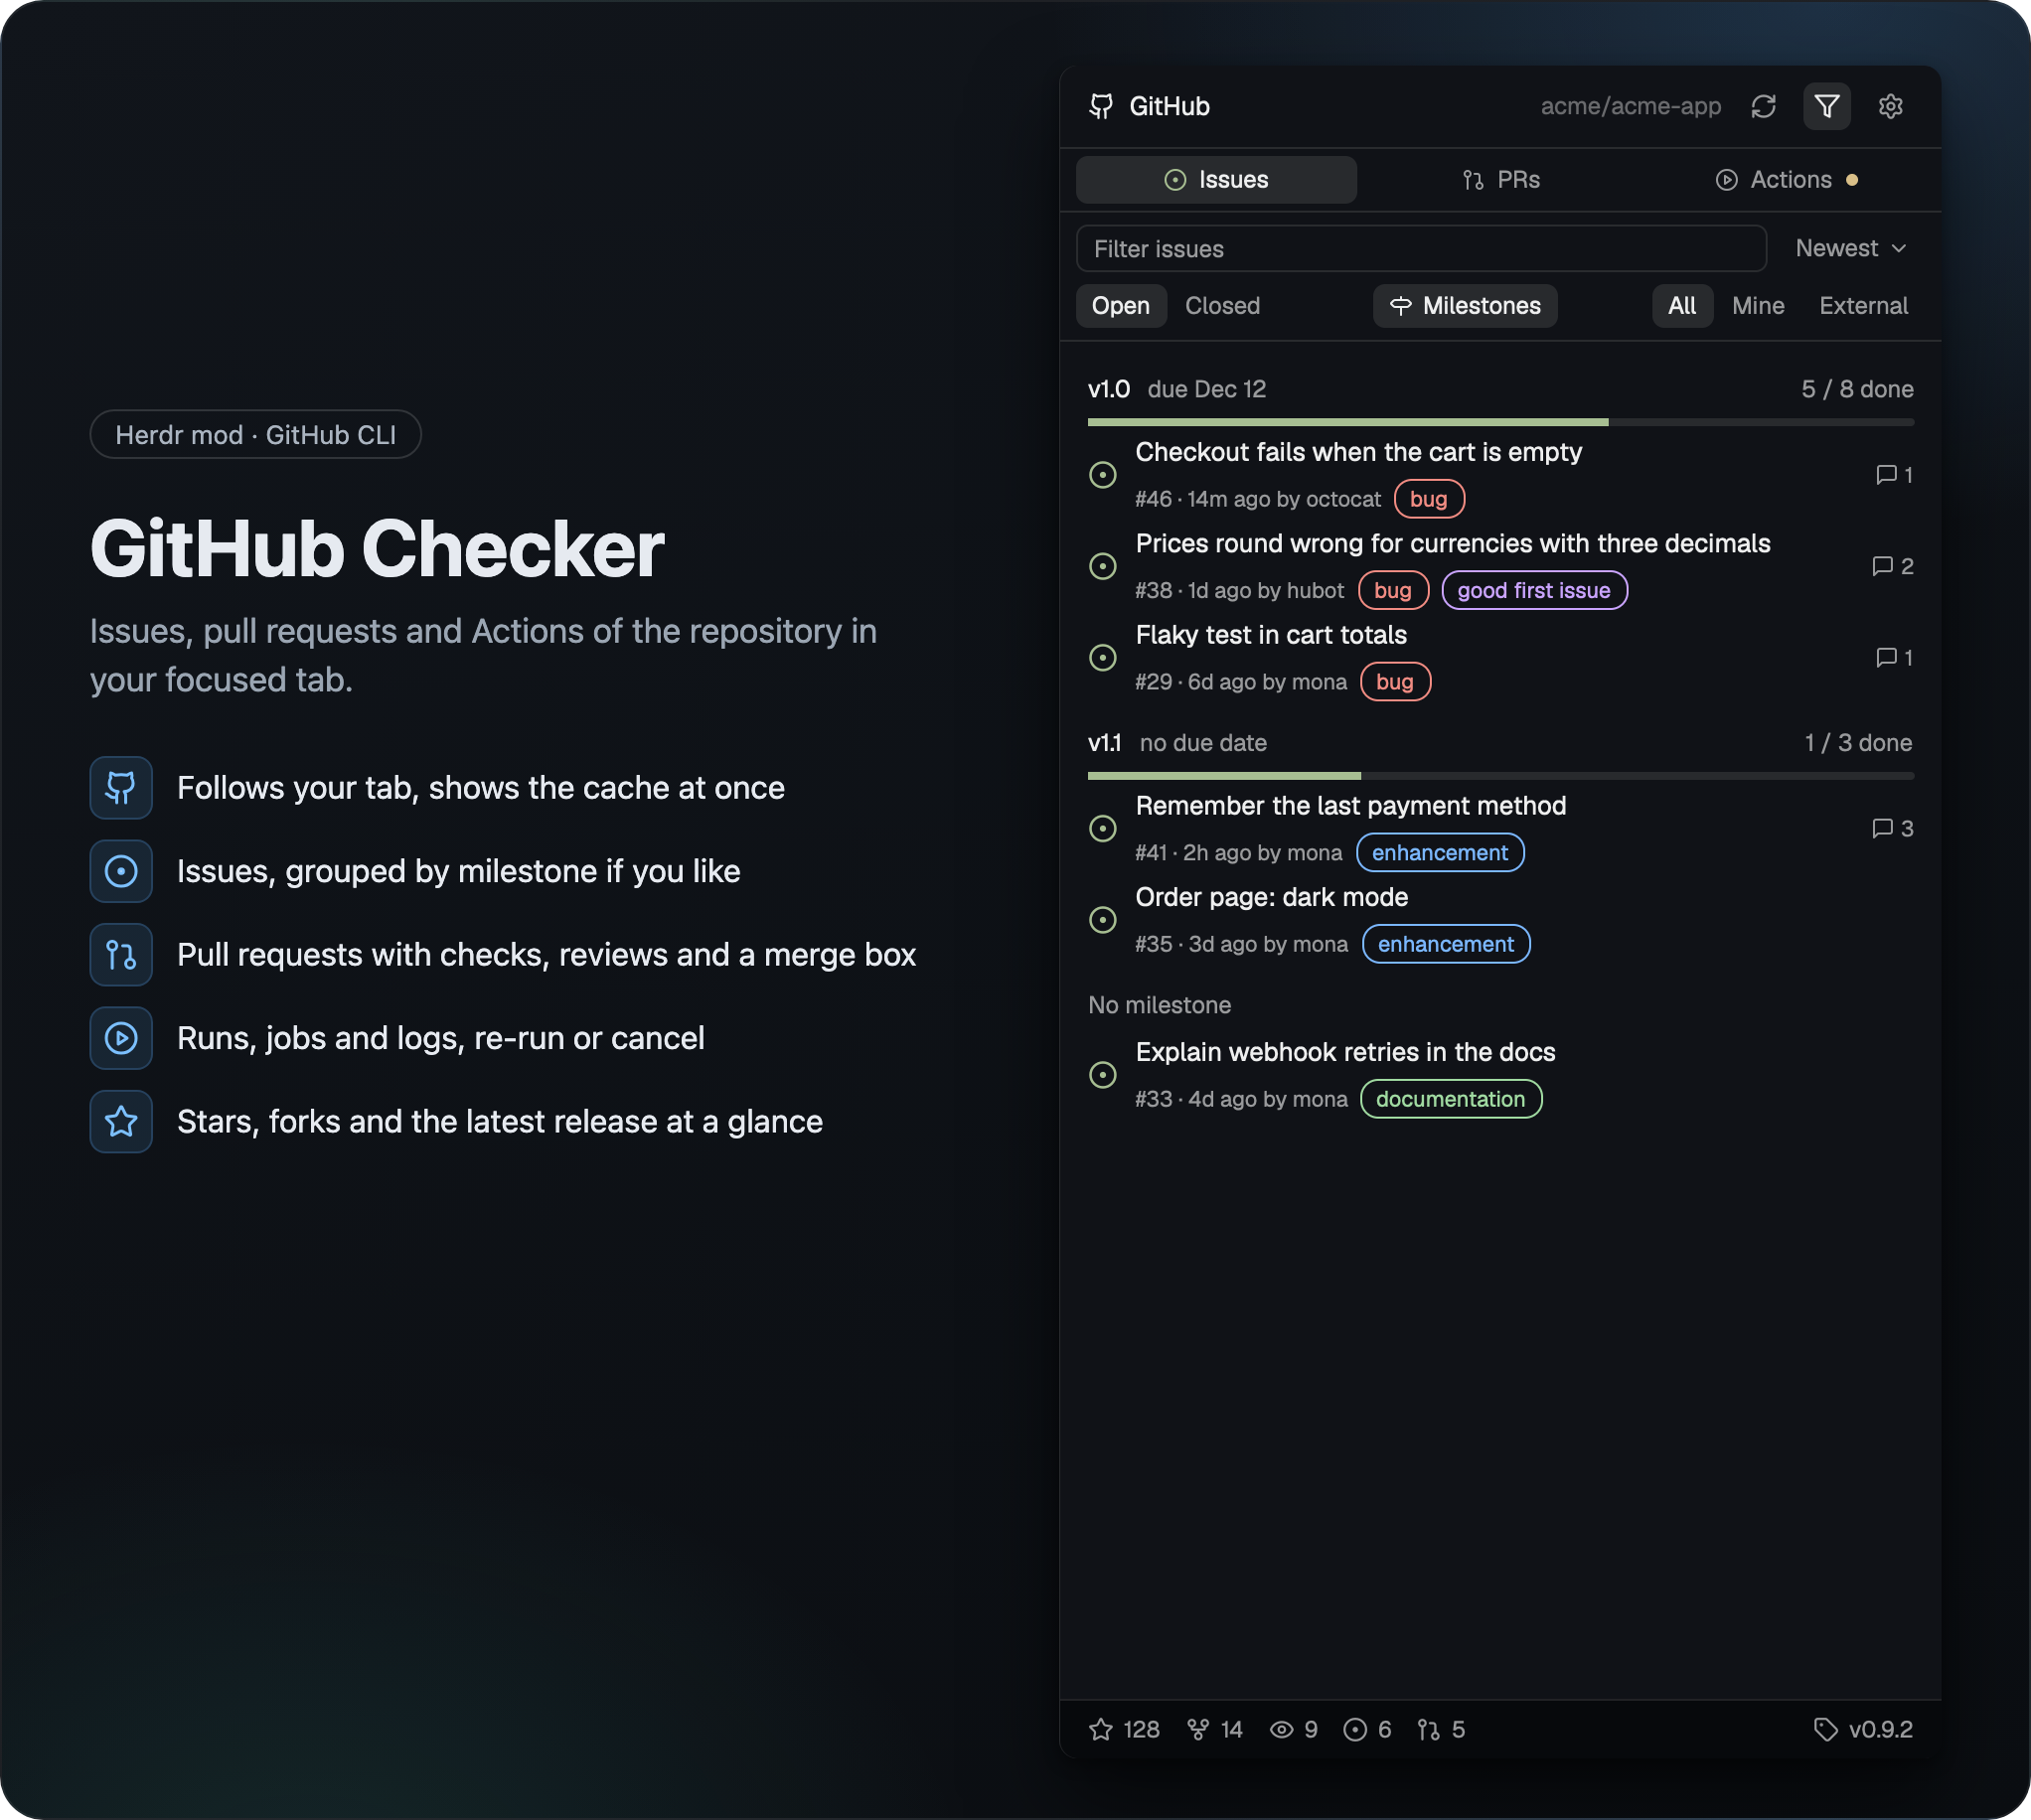 Herdr mod · GitHub CLI
GitHub Checker
Issues, pull requests and Actions of the repository in
your focused tab.
Follows your tab, shows the cache at once
Issues, grouped by milestone if you like
Pull requests with checks, reviews and a merge box
Runs, jobs and logs, re-run or cancel
Stars, forks and the latest release at a glance
GitHub acme/acme-app
Issues PRs Actions
Filter issues Newest
Open Closed Milestones All Mine External
v1.0 due Dec 12 5 / 8 done
Checkout fails when the cart is empty
#46 · 14m ago by octocat bug 1
Prices round wrong for currencies with three decimals
#38 · 1d ago by hubot bug good first issue 2
Flaky test in cart totals
#29 · 6d ago by mona bug 1
v1.1 no due date 1 / 3 done
Remember the last payment method
#41 · 2h ago by mona enhancement 3
Order page: dark mode
#35 · 3d ago by mona enhancement
No milestone
Explain webhook retries in the docs
#33 · 4d ago by mona documentation
128 14 9 6 5 v0.9.2